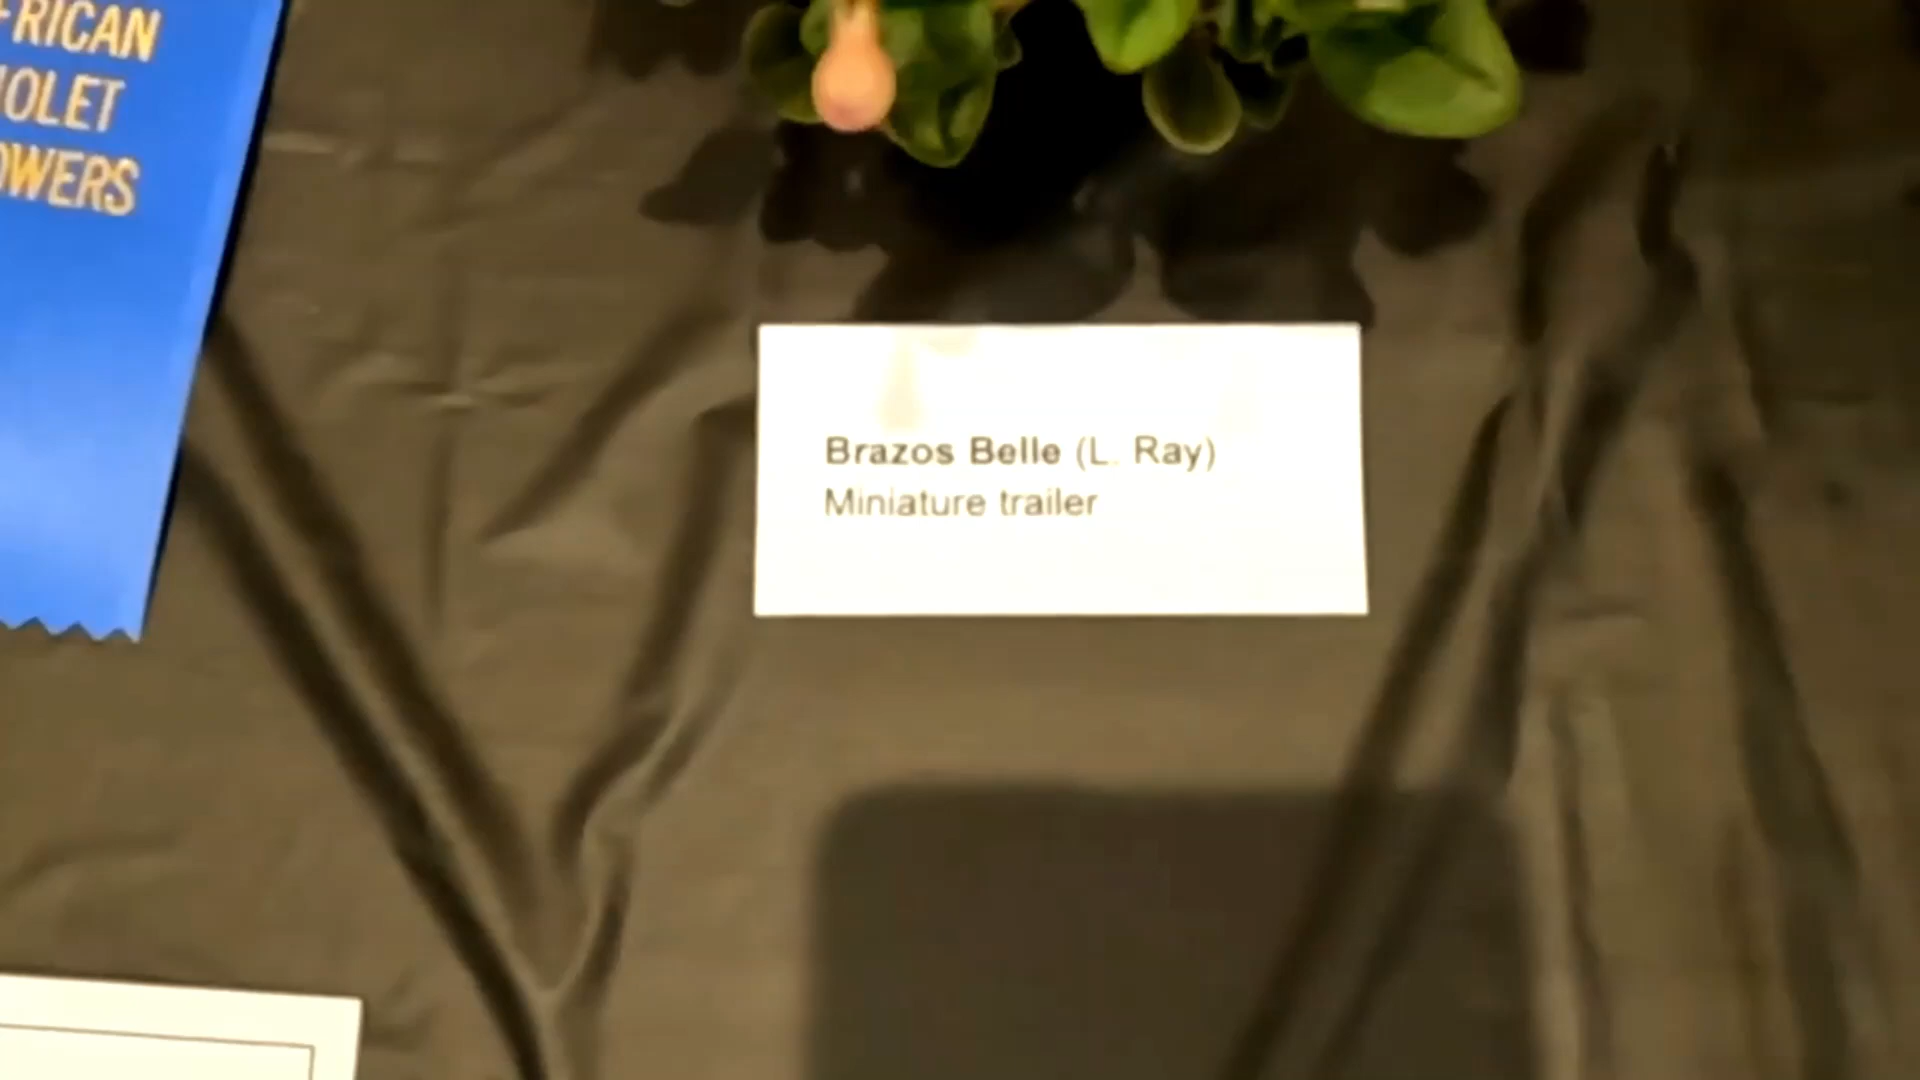 FRICAN
IOLET
OWERS
Brazos Belle (L. Ray)
Miniature trailer